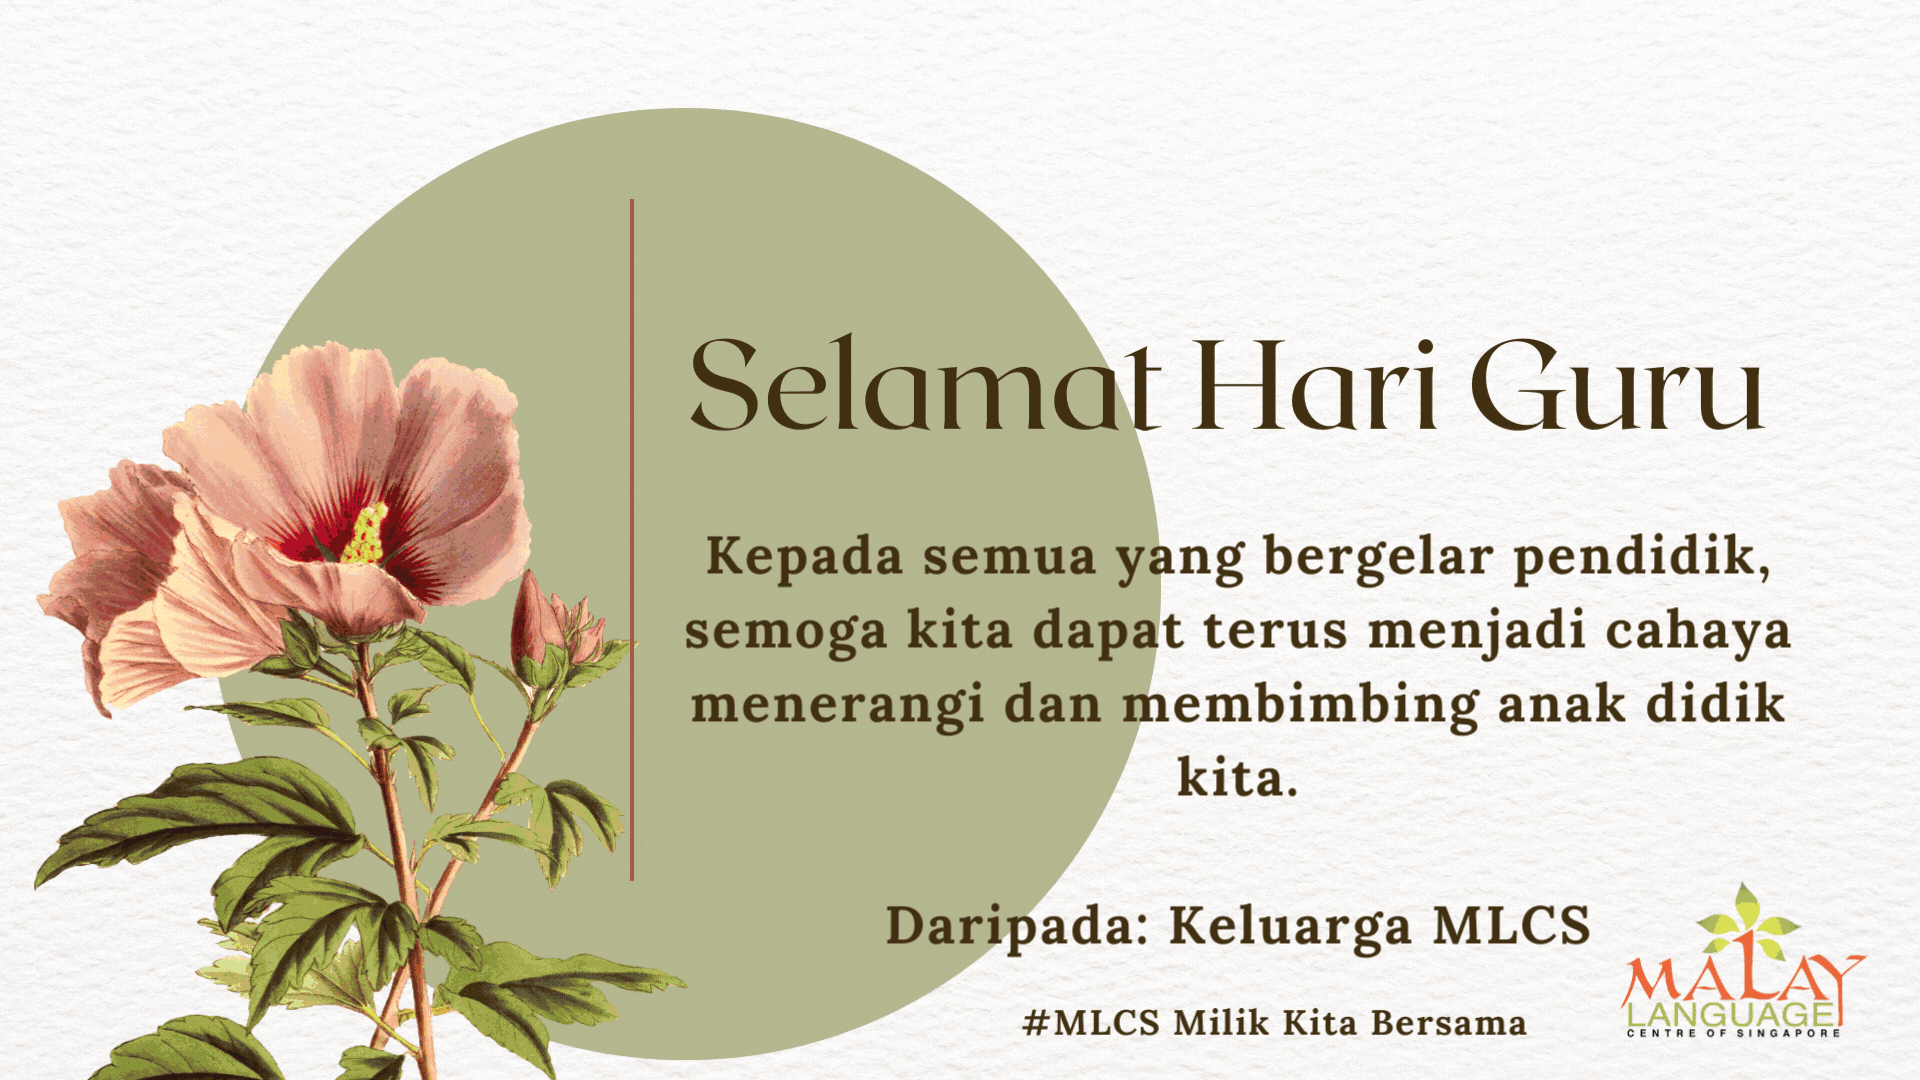 Selamat Hari Guru
Kepada semua yang bergelar pendidik,
semoga kita dapat terus menjadi cahaya
menerangi dan membimbing anak didik
kita.
Daripada: Keluarga MLCS
#MLCS Milik Kita Bersama
MALAY
LANGUAGE
CENTRE OF SINGAPORE